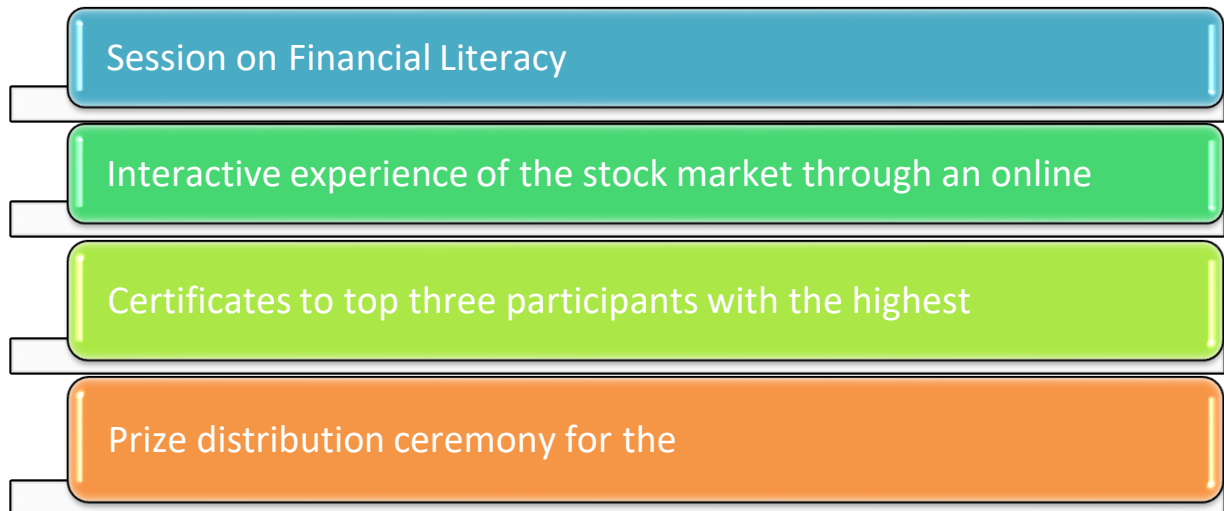 Session on Financial Literacy
Interactive experience of the stock market through an online
Certificates to top three participants with the highest
Prize distribution ceremony for the